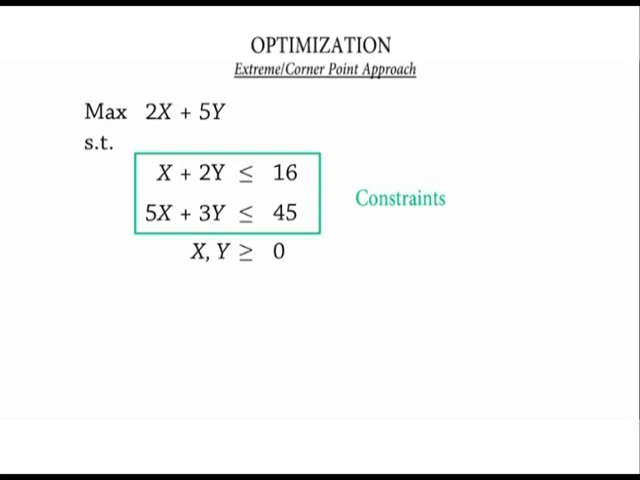 OPTIMIZATION
Extreme/Corner Point Approach
Max 2X + 5Y
s.t.
X + 2Y ≤ 16
5X + 3Y ≤ 45
Constraints
X, Y ≥ 0